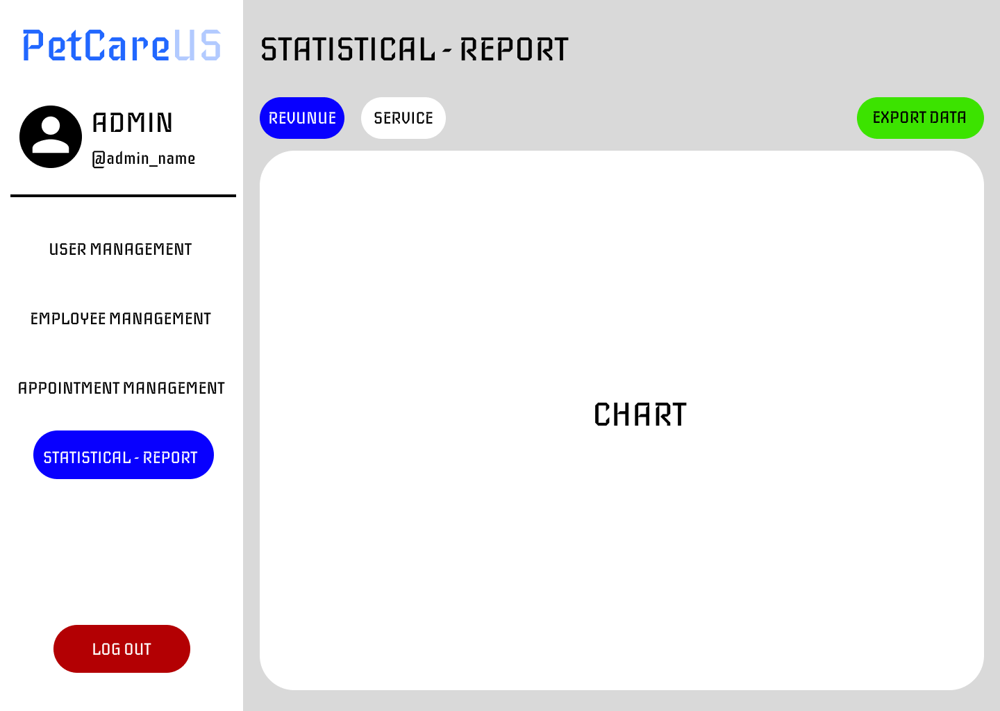 PetCareUS
ADMIN
@admin_name
USER MANAGEMENT
EMPLOYEE MANAGEMENT
APPOINTMENT MANAGEMENT
STATISTICAL - REPORT
LOG OUT
STATISTICAL - REPORT
REVUNUE
SERVICE
EXPORT DATA
CHART